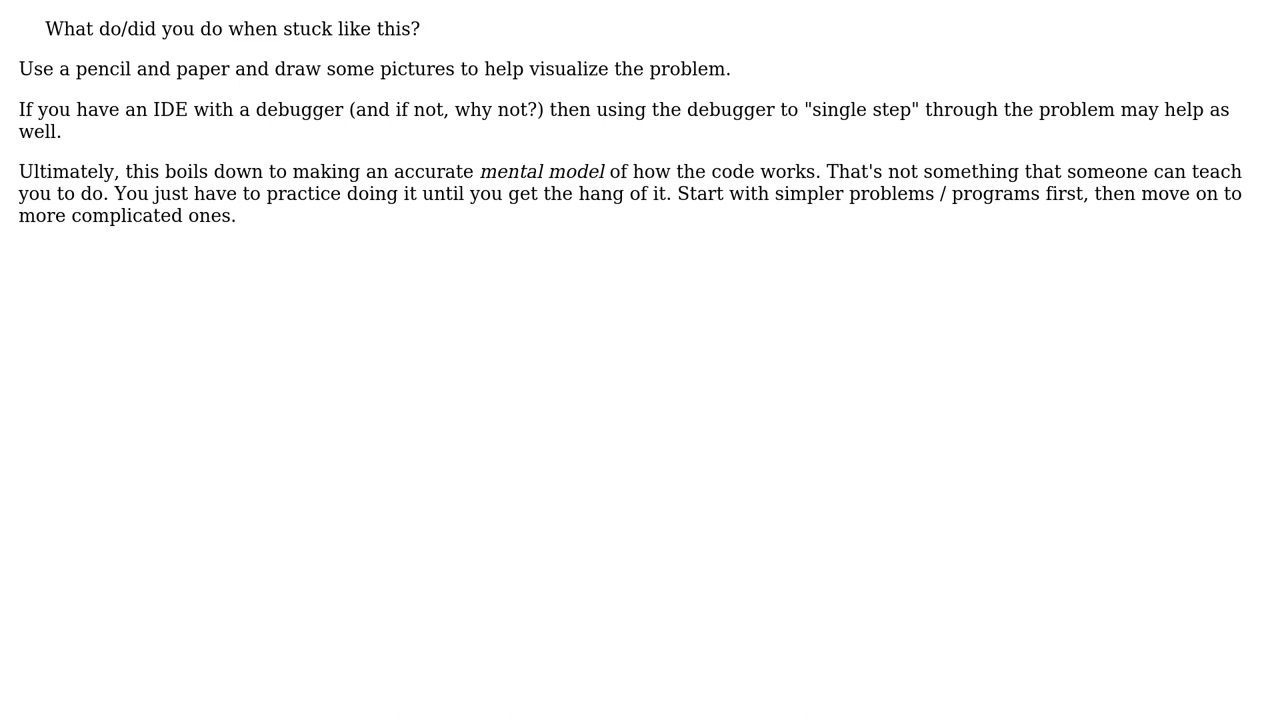 What do/did you do when stuck like this?
Use a pencil and paper and draw some pictures to help visualize the problem.
If you have an IDE with a debugger (and if not, why not?) then using the debugger to "single step" through the problem may help as
well.
Ultimately, this boils down to making an accurate mental model of how the code works. That's not something that someone can teach
you to do. You just have to practice doing it until you get the hang of it. Start with simpler problems / programs first, then move on to
more complicated ones.